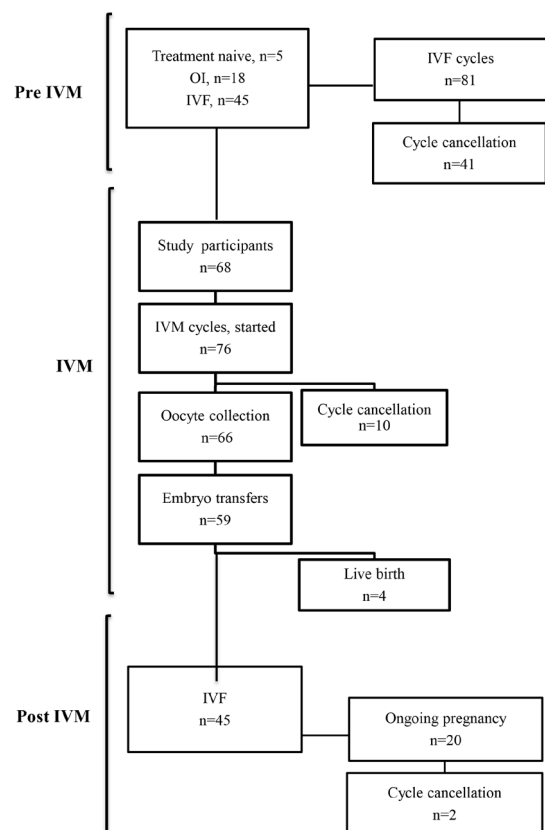 Pre IVM
Treatment naive, n=5
OI, n=18
IVF, n=45
IVF cycles
n=81
Cycle cancellation
n=41
IVM
Study participants
n=68
IVM cycles, started
n=76
Oocyte collection
n=66
Cycle cancellation
n=10
Embryo transfers
n=59
Live birth
n=4
Post IVM
IVF
n=45
Ongoing pregnancy
n=20
Cycle cancellation
n=2